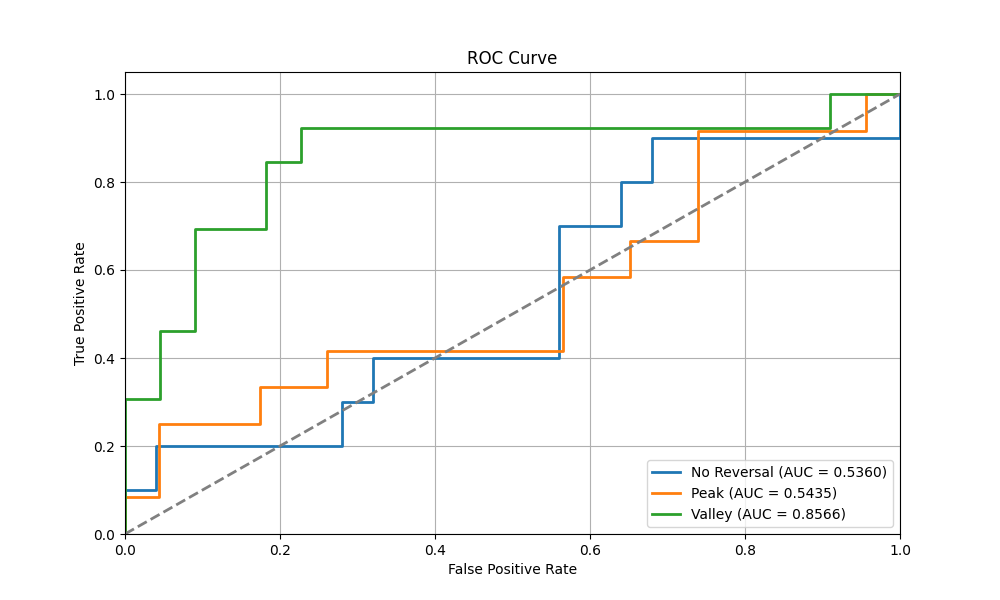 ROC Curve
True Positive Rate
1.0
0.8
0.6
0.4
0.2
0.0
0.0 0.2 0.4 0.6 0.8 1.0
False Positive Rate
No Reversal (AUC = 0.5360)
Peak (AUC = 0.5435)
Valley (AUC = 0.8566)